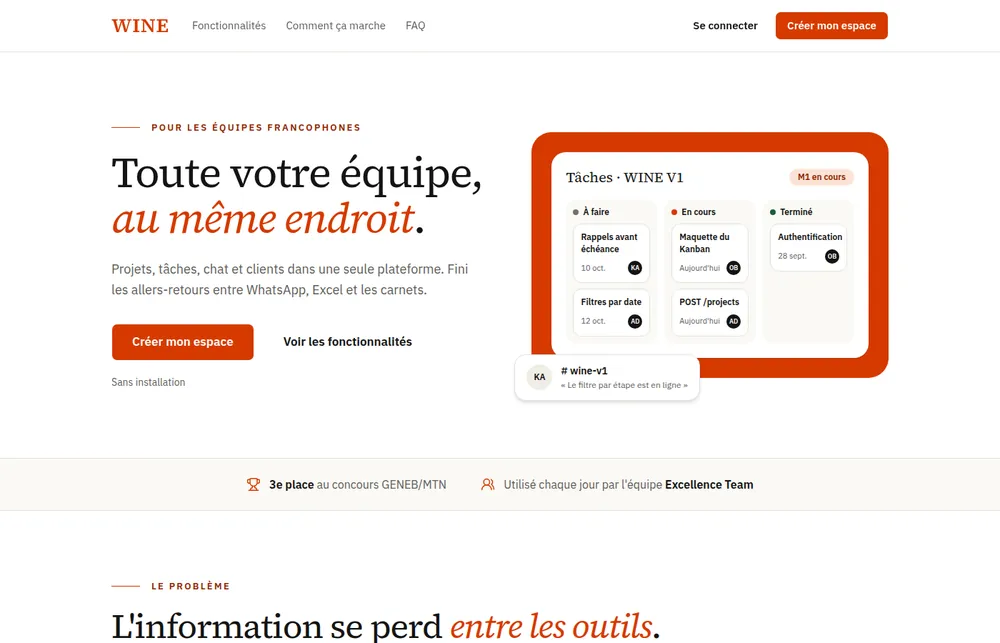 WINE
Fonctionnalités
Comment ça marche
FAQ
Se connecter
Créer mon espace
POUR LES ÉQUIPES FRANCOPHONES
Toute votre équipe,
au même endroit.
Projets, tâches, chat et clients dans une seule plateforme. Fini
les allers-retours entre WhatsApp, Excel et les carnets.
Créer mon espace
Voir les fonctionnalités
Sans installation
Tâches · WINE V1
M1 en cours
À faire
Rappels avant
échéance
10 oct.
KA
Filtres par date
12 oct.
AD
En cours
Maquette du
Kanban
Aujourd'hui
OB
POST /projects
Aujourd'hui
AD
Terminé
Authentification
28 sept.
OB
KA
# wine-v1
« Le filtre par étape est en ligne »
3e place au concours GENEB/MTN
Utilisé chaque jour par l'équipe Excellence Team
LE PROBLÈME
L'information se perd entre les outils.